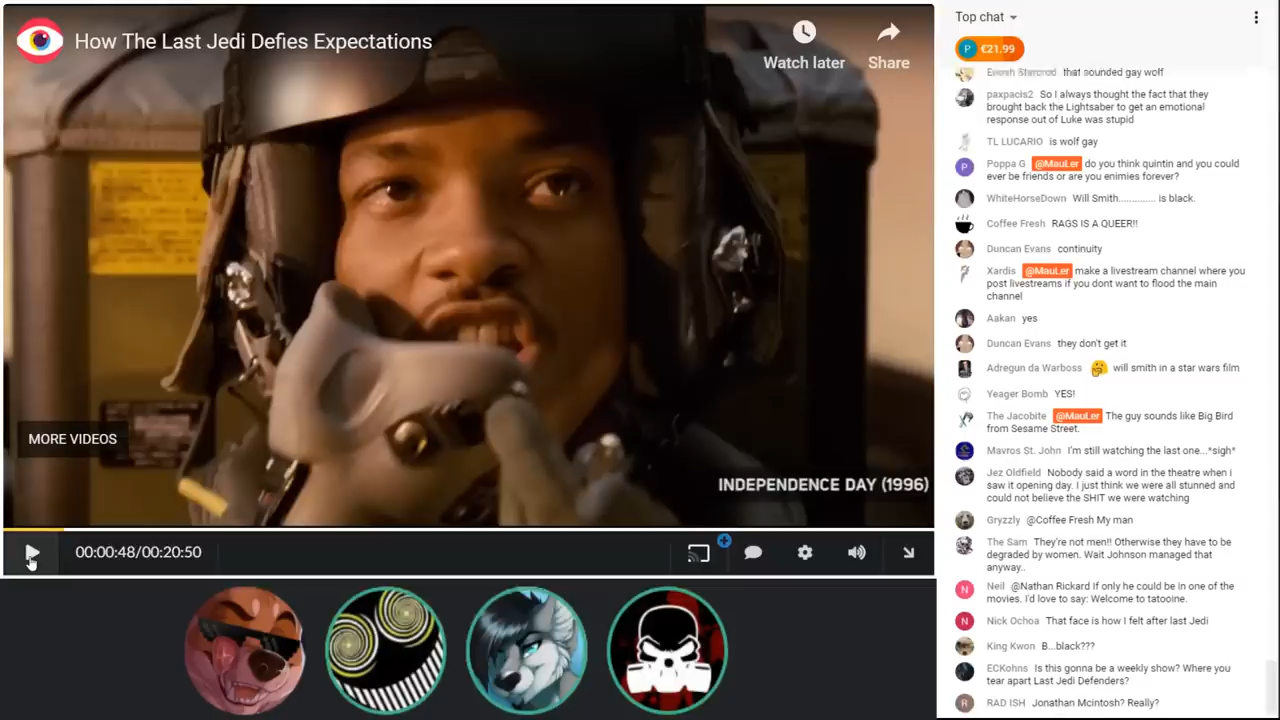 How The Last Jedi Defies Expectations
Watch later
Share
MORE VIDEOS
INDEPENDENCE DAY (1996)
00:00:48/00:20:50
Top chat
P €21.99
that sounded gay wolf
paxpacis2 So I always thought the fact that they
brought back the Lightsaber to get an emotional
response out of Luke was stupid
TL LUCARIO is wolf gay
P Poppa G @MauLer do you think quintin and you could
ever be friends or are you enimies forever?
WhiteHorseDown Will Smith.............. is black.
Coffee Fresh RAGS IS A QUEER!!
Duncan Evans continuity
Xardis @MauLer make a livestream channel where you
post livestreams if you dont want to flood the main
channel
Aakan yes
Duncan Evans they don't get it
Adregun da Warboss 🤔 will smith in a star wars film
Yeager Bomb YES!
The Jacobite @MauLer The guy sounds like Big Bird
from Sesame Street.
Mavros St. John I'm still watching the last one...*sigh*
Jez Oldfield Nobody said a word in the theatre when i
saw it opening day. I just think we were all stunned and
could not believe the SHIT we were watching
Gryzzly @Coffee Fresh My man
The Sam They're not men!! Otherwise they have to be
degraded by women. Wait Johnson managed that
anyway..
N Neil @Nathan Rickard If only he could be in one of the
movies. I'd love to say: Welcome to tatooine.
N Nick Ochoa That face is how I felt after last Jedi
King Kwon B...black???
ECKohns Is this gonna be a weekly show? Where you
tear apart Last Jedi Defenders?
R RAD ISH Jonathan Mcintosh? Really?